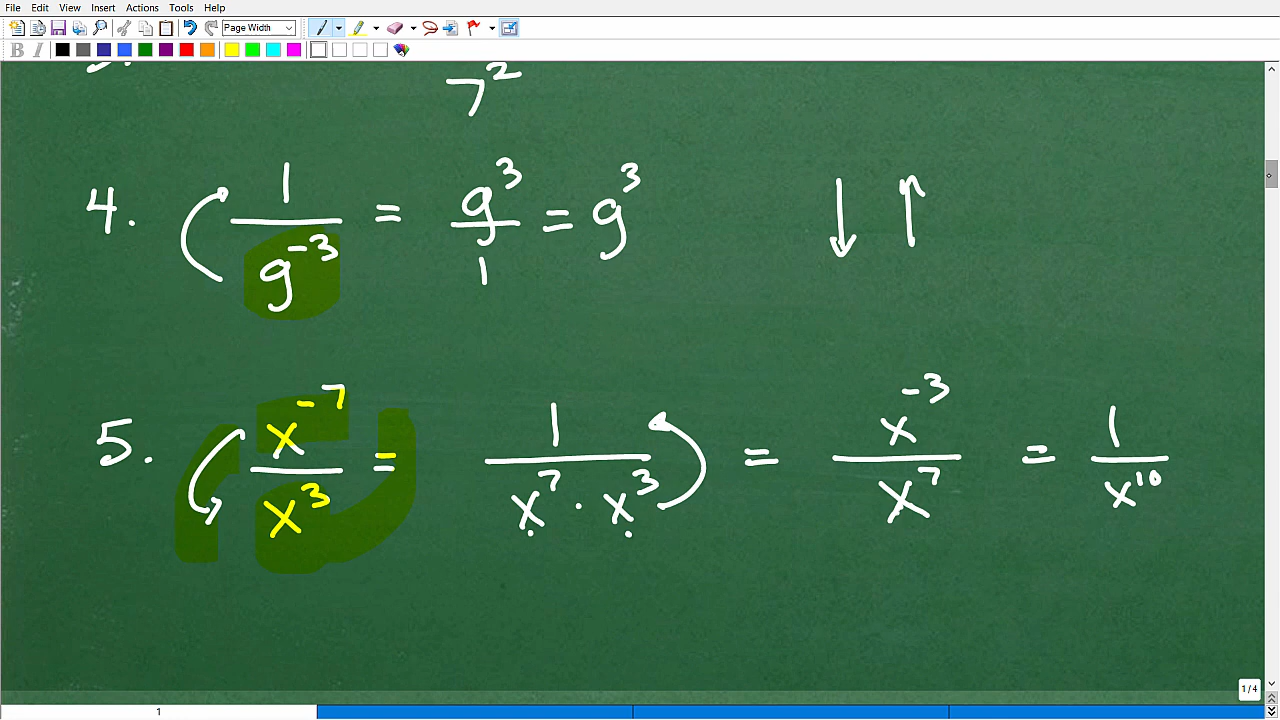 File Edit View Insert Actions Tools Help
Page Width
B I
7²
4. 1/g⁻³ = g³/1 = g³
5. x⁻⁷/x³ = 1/(x⁷ · x³) = x⁻³/x⁷ = 1/x¹⁰
1/4
1